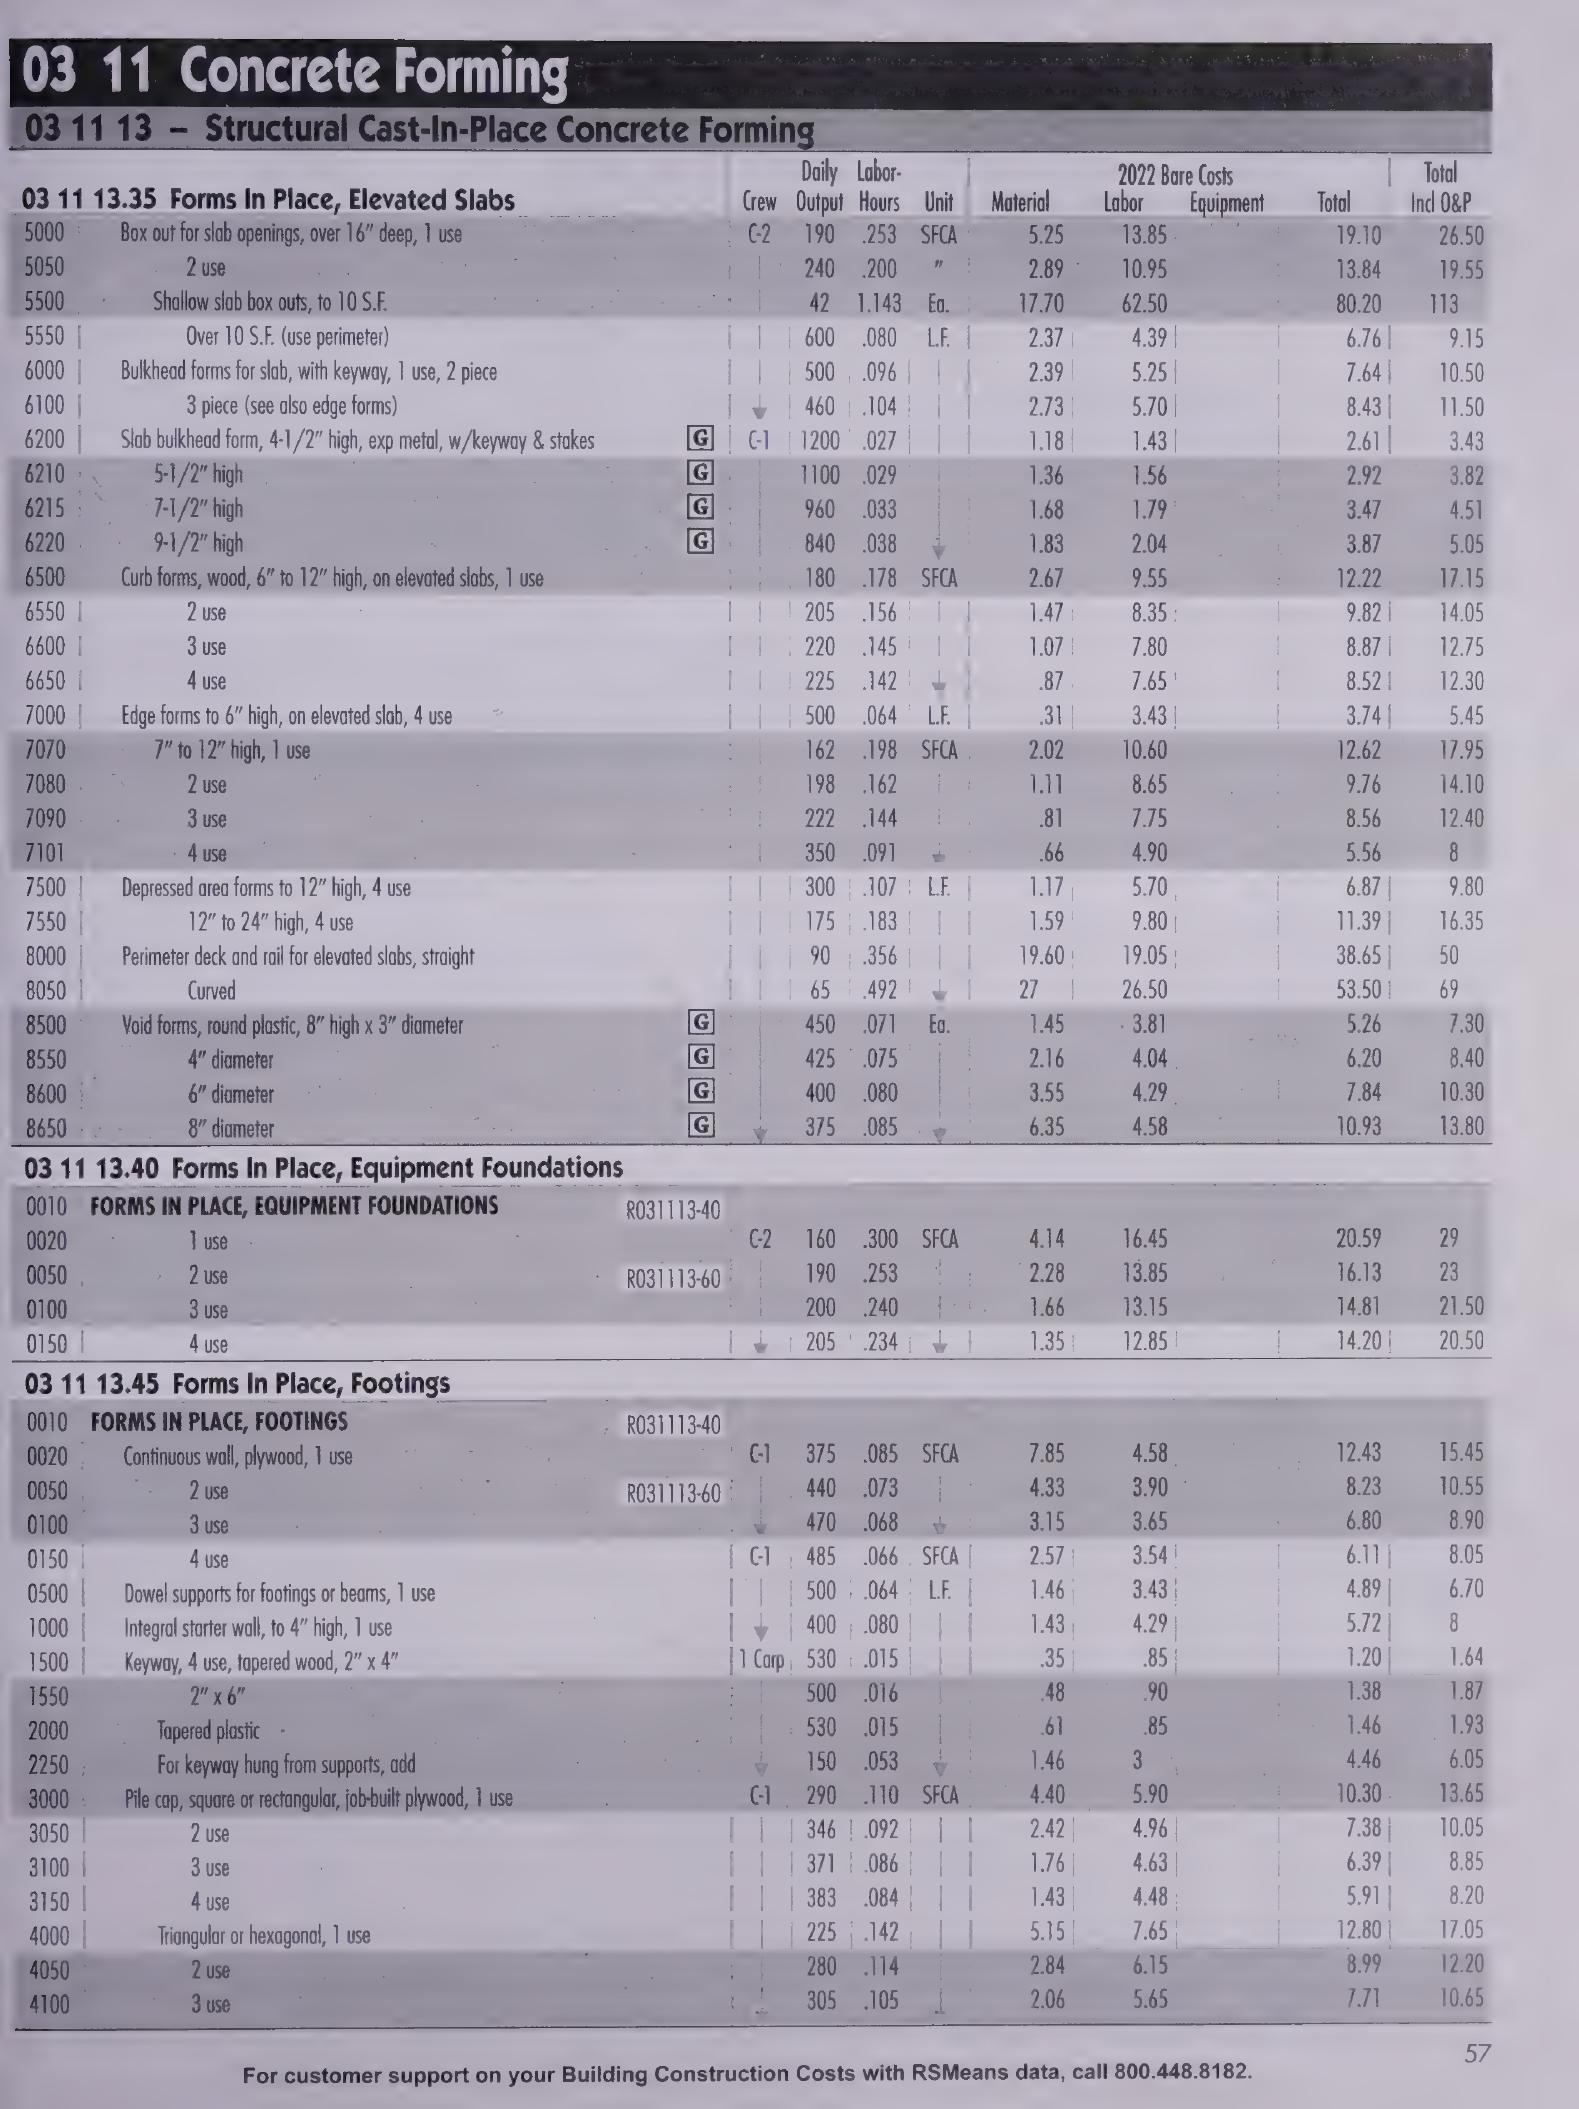 03 11 Concrete Forming
03 11 13 – Structural Cast-In-Place Concrete Forming
Daily Labor- 2022 Bare Costs Total
03 11 13.35 Forms In Place, Elevated Slabs Crew Output Hours Unit Material Labor Equipment Total Incl O&P
5000 Box out for slab openings, over 16" deep, 1 use C-2 190 .253 SFCA 5.25 13.85 19.10 26.50
5050 2 use 240 .200 " 2.89 10.95 13.84 19.55
5500 Shallow slab box outs, to 10 S.F. 42 1.143 Ea. 17.70 62.50 80.20 113
5550 Over 10 S.F. (use perimeter) 600 .080 L.F. 2.37 4.39 6.76 9.15
6000 Bulkhead forms for slab, with keyway, 1 use, 2 piece 500 .096 2.39 5.25 7.64 10.50
6100 3 piece (see also edge forms) 460 .104 2.73 5.70 8.43 11.50
6200 Slab bulkhead form, 4-1/2" high, exp metal, w/keyway & stakes G C-1 1200 .027 1.18 1.43 2.61 3.43
6210 5-1/2" high G 1100 .029 1.36 1.56 2.92 3.82
6215 7-1/2" high G 960 .033 1.68 1.79 3.47 4.51
6220 9-1/2" high G 840 .038 1.83 2.04 3.87 5.05
6500 Curb forms, wood, 6" to 12" high, on elevated slabs, 1 use 180 .178 SFCA 2.67 9.55 12.22 17.15
6550 2 use 205 .156 1.47 8.35 9.82 14.05
6600 3 use 220 .145 1.07 7.80 8.87 12.75
6650 4 use 225 .142 .87 7.65 8.52 12.30
7000 Edge forms to 6" high, on elevated slab, 4 use 500 .064 L.F. .31 3.43 3.74 5.45
7070 7" to 12" high, 1 use 162 .198 SFCA 2.02 10.60 12.62 17.95
7080 2 use 198 .162 1.11 8.65 9.76 14.10
7090 3 use 222 .144 .81 7.75 8.56 12.40
7101 4 use 350 .091 .66 4.90 5.56 8
7500 Depressed area forms to 12" high, 4 use 300 .107 L.F. 1.17 5.70 6.87 9.80
7550 12" to 24" high, 4 use 175 .183 1.59 9.80 11.39 16.35
8000 Perimeter deck and rail for elevated slabs, straight 90 .356 19.60 19.05 38.65 50
8050 Curved 65 .492 27 26.50 53.50 69
8500 Void forms, round plastic, 8" high x 3" diameter G 450 .071 Ea. 1.45 3.81 5.26 7.30
8550 4" diameter G 425 .075 2.16 4.04 6.20 8.40
8600 6" diameter G 400 .080 3.55 4.29 7.84 10.30
8650 8" diameter G 375 .085 6.35 4.58 10.93 13.80
03 11 13.40 Forms In Place, Equipment Foundations
0010 FORMS IN PLACE, EQUIPMENT FOUNDATIONS R031113-40
0020 1 use C-2 160 .300 SFCA 4.14 16.45 20.59 29
0050 2 use R031113-60 190 .253 2.28 13.85 16.13 23
0100 3 use 200 .240 1.66 13.15 14.81 21.50
0150 4 use 205 .234 1.35 12.85 14.20 20.50
03 11 13.45 Forms In Place, Footings
0010 FORMS IN PLACE, FOOTINGS R031113-40
0020 Continuous wall, plywood, 1 use C-1 375 .085 SFCA 7.85 4.58 12.43 15.45
0050 2 use R031113-60 440 .073 4.33 3.90 8.23 10.55
0100 3 use 470 .068 3.15 3.65 6.80 8.90
0150 4 use C-1 485 .066 SFCA 2.57 3.54 6.11 8.05
0500 Dowel supports for footings or beams, 1 use 500 .064 L.F. 1.46 3.43 4.89 6.70
1000 Integral starter wall, to 4" high, 1 use 400 .080 1.43 4.29 5.72 8
1500 Keyway, 4 use, tapered wood, 2" x 4" 1 Carp 530 .015 .35 .85 1.20 1.64
1550 2" x 6" 500 .016 .48 .90 1.38 1.87
2000 Tapered plastic 530 .015 .61 .85 1.46 1.93
2250 For keyway hung from supports, add 150 .053 1.46 3 4.46 6.05
3000 Pile cap, square or rectangular, job-built plywood, 1 use C-1 290 .110 SFCA 4.40 5.90 10.30 13.65
3050 2 use 346 .092 2.42 4.96 7.38 10.05
3100 3 use 371 .086 1.76 4.63 6.39 8.85
3150 4 use 383 .084 1.43 4.48 5.91 8.20
4000 Triangular or hexagonal, 1 use 225 .142 5.15 7.65 12.80 17.05
4050 2 use 280 .114 2.84 6.15 8.99 12.20
4100 3 use 305 .105 2.06 5.65 7.71 10.65
57
For customer support on your Building Construction Costs with RSMeans data, call 800.448.8182.